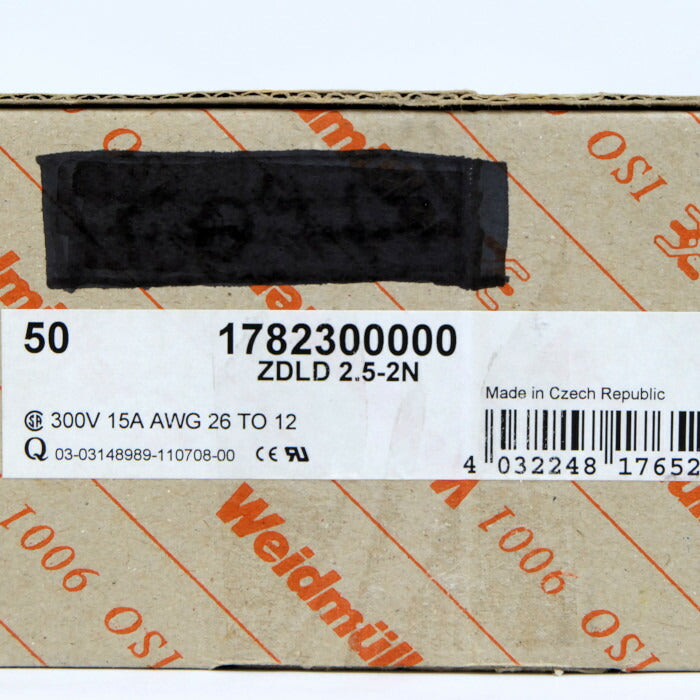 ISO
50
1782300000
ZDLD 2.5-2N
Made in Czech Republic
300V 15A AWG 26 TO 12
Q 03-03148989-110708-00 CE
4 032248 17652
Weidmüll
ISO 9001
ISO 9001